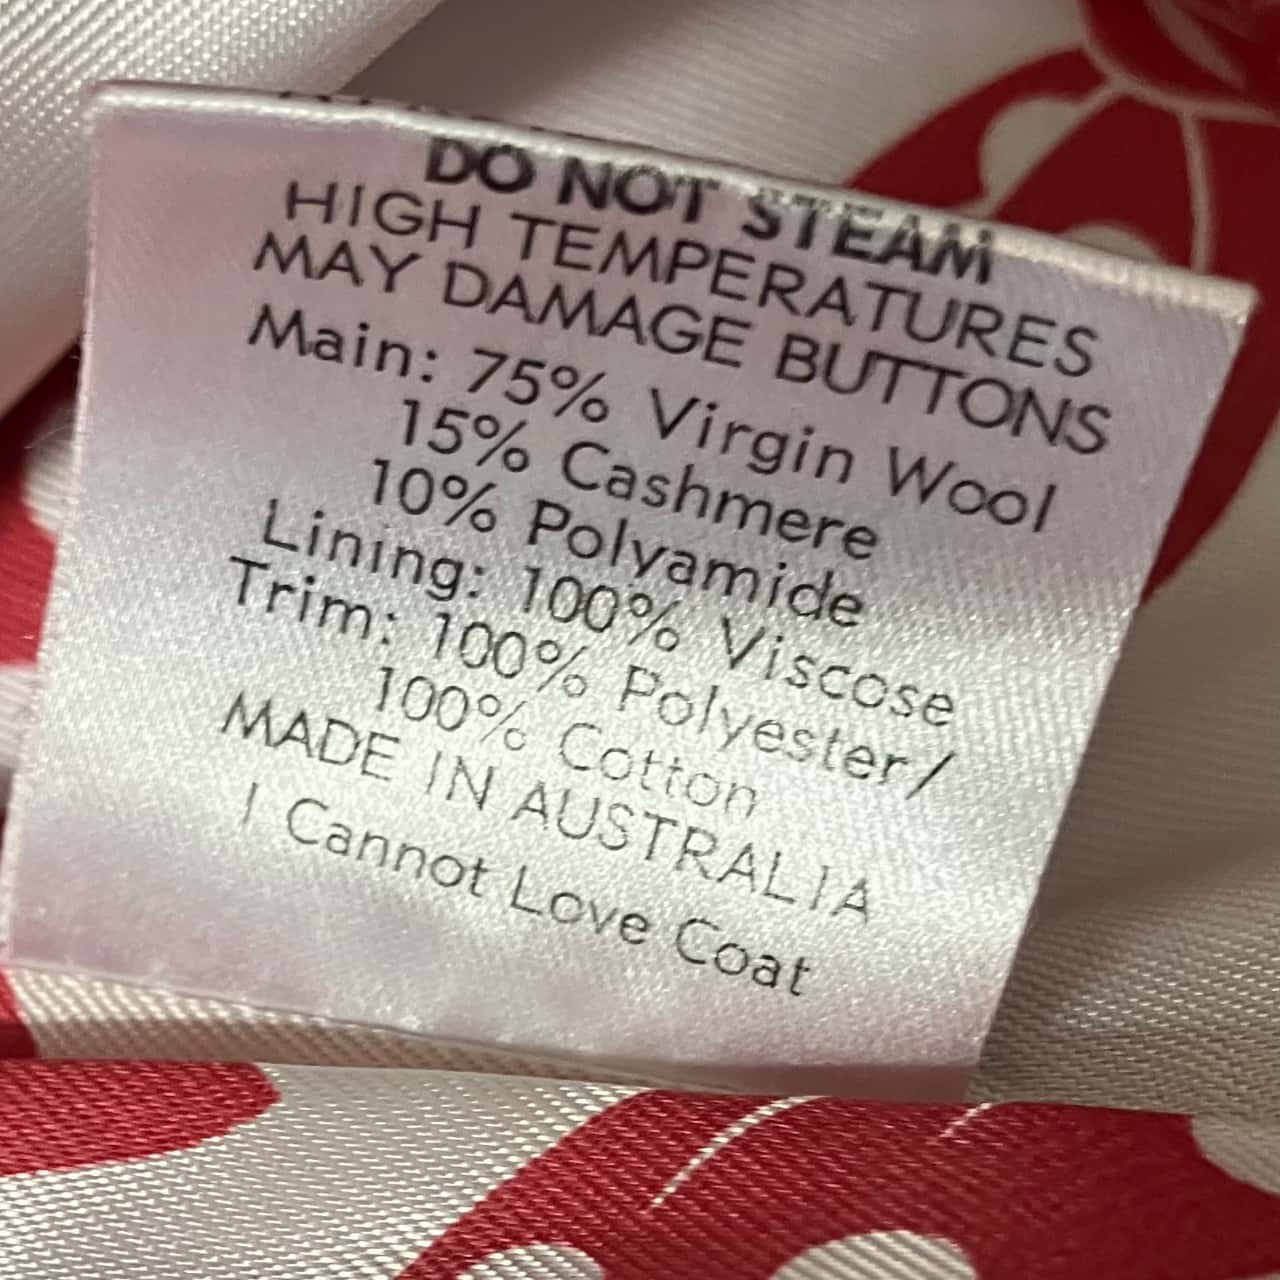 DO NOT STEAM
HIGH TEMPERATURES
MAY DAMAGE BUTTONS
Main: 75% Virgin Wool
15% Cashmere
10% Polyamide
Lining: 100% Viscose
Trim: 100% Polyester/
100% Cotton
MADE IN AUSTRALIA
I Cannot Love Coat